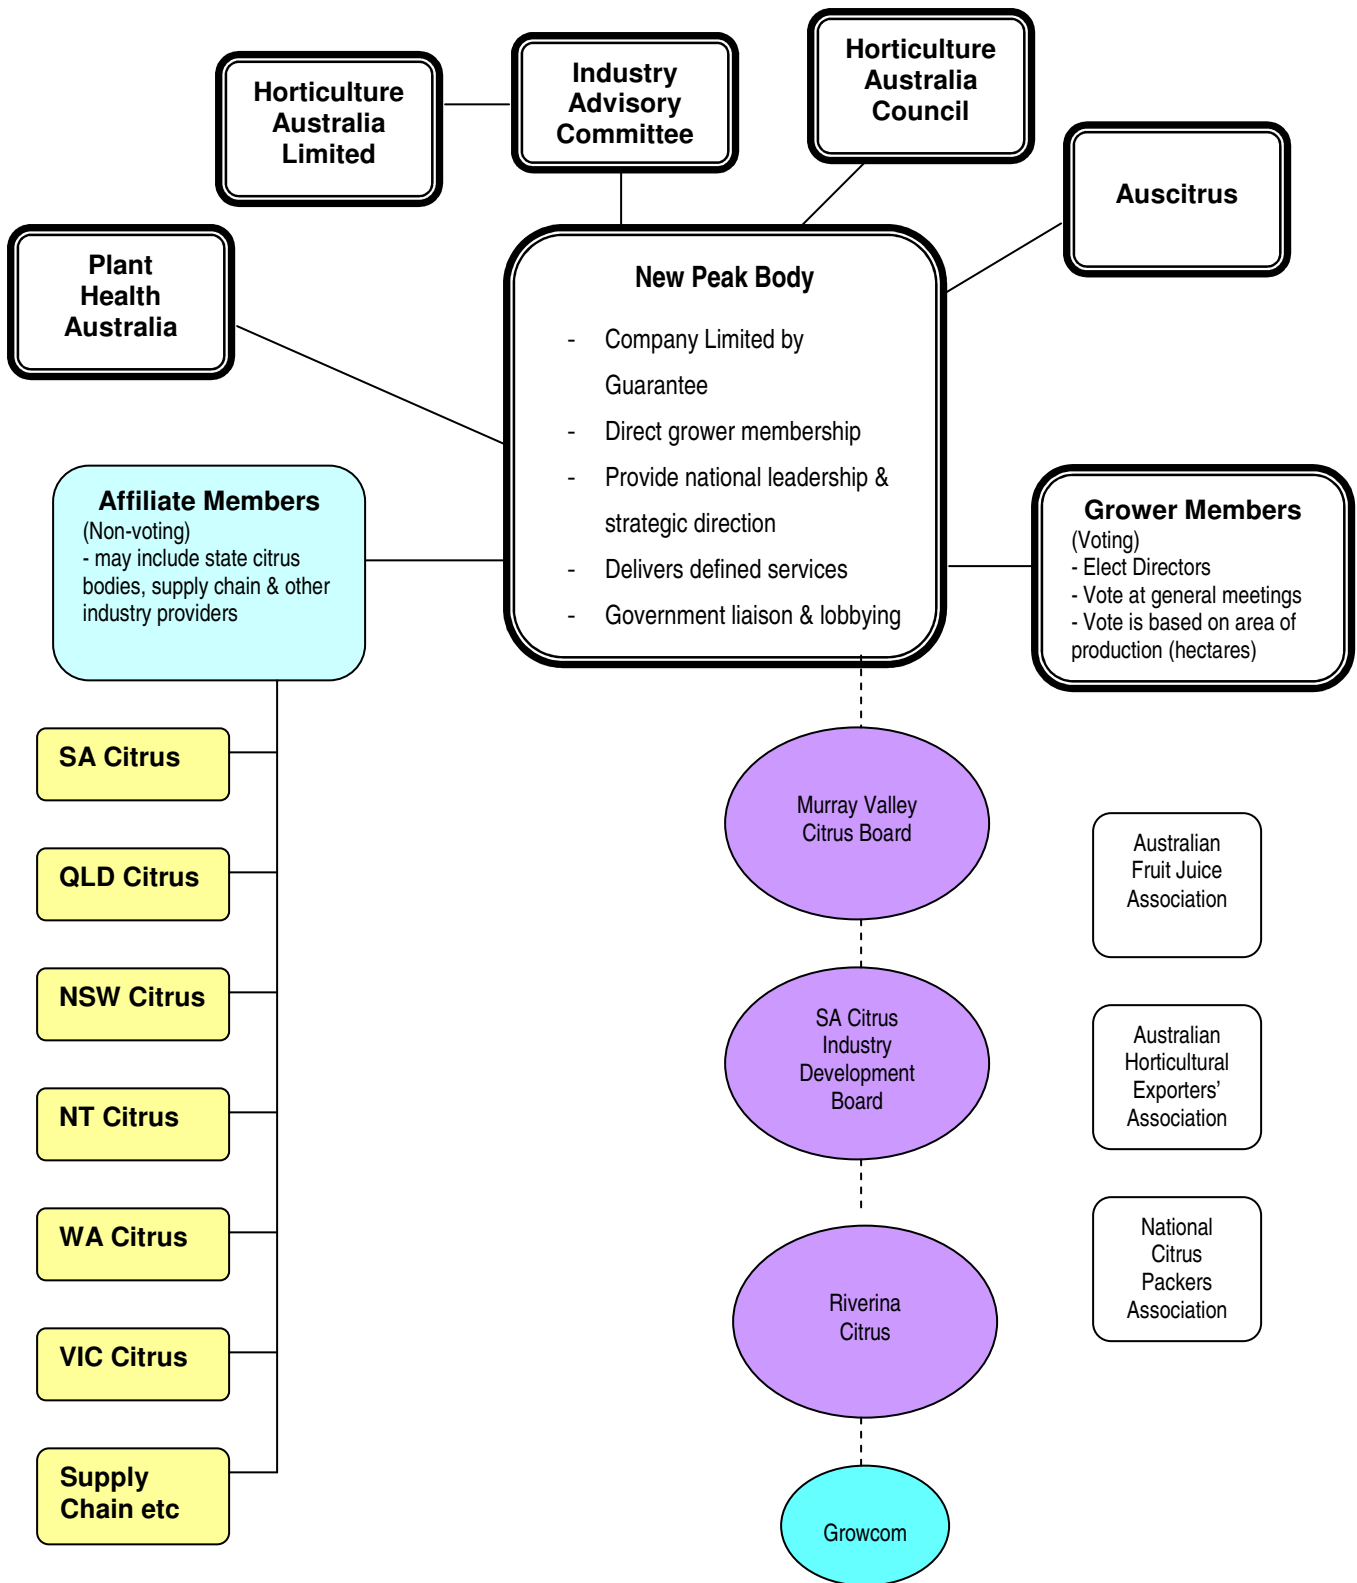 Horticulture
Australia
Limited
Industry
Advisory
Committee
Horticulture
Australia
Council
Auscitrus
Plant
Health
Australia
New Peak Body
- Company Limited by
Guarantee
- Direct grower membership
- Provide national leadership &
strategic direction
- Delivers defined services
- Government liaison & lobbying
Affiliate Members
(Non-voting)
- may include state citrus
bodies, supply chain & other
industry providers
Grower Members
(Voting)
- Elect Directors
- Vote at general meetings
- Vote is based on area of
production (hectares)
SA Citrus
QLD Citrus
NSW Citrus
NT Citrus
WA Citrus
VIC Citrus
Supply
Chain etc
Murray Valley
Citrus Board
SA Citrus
Industry
Development
Board
Riverina
Citrus
Growcom
Australian
Fruit Juice
Association
Australian
Horticultural
Exporters’
Association
National
Citrus
Packers
Association